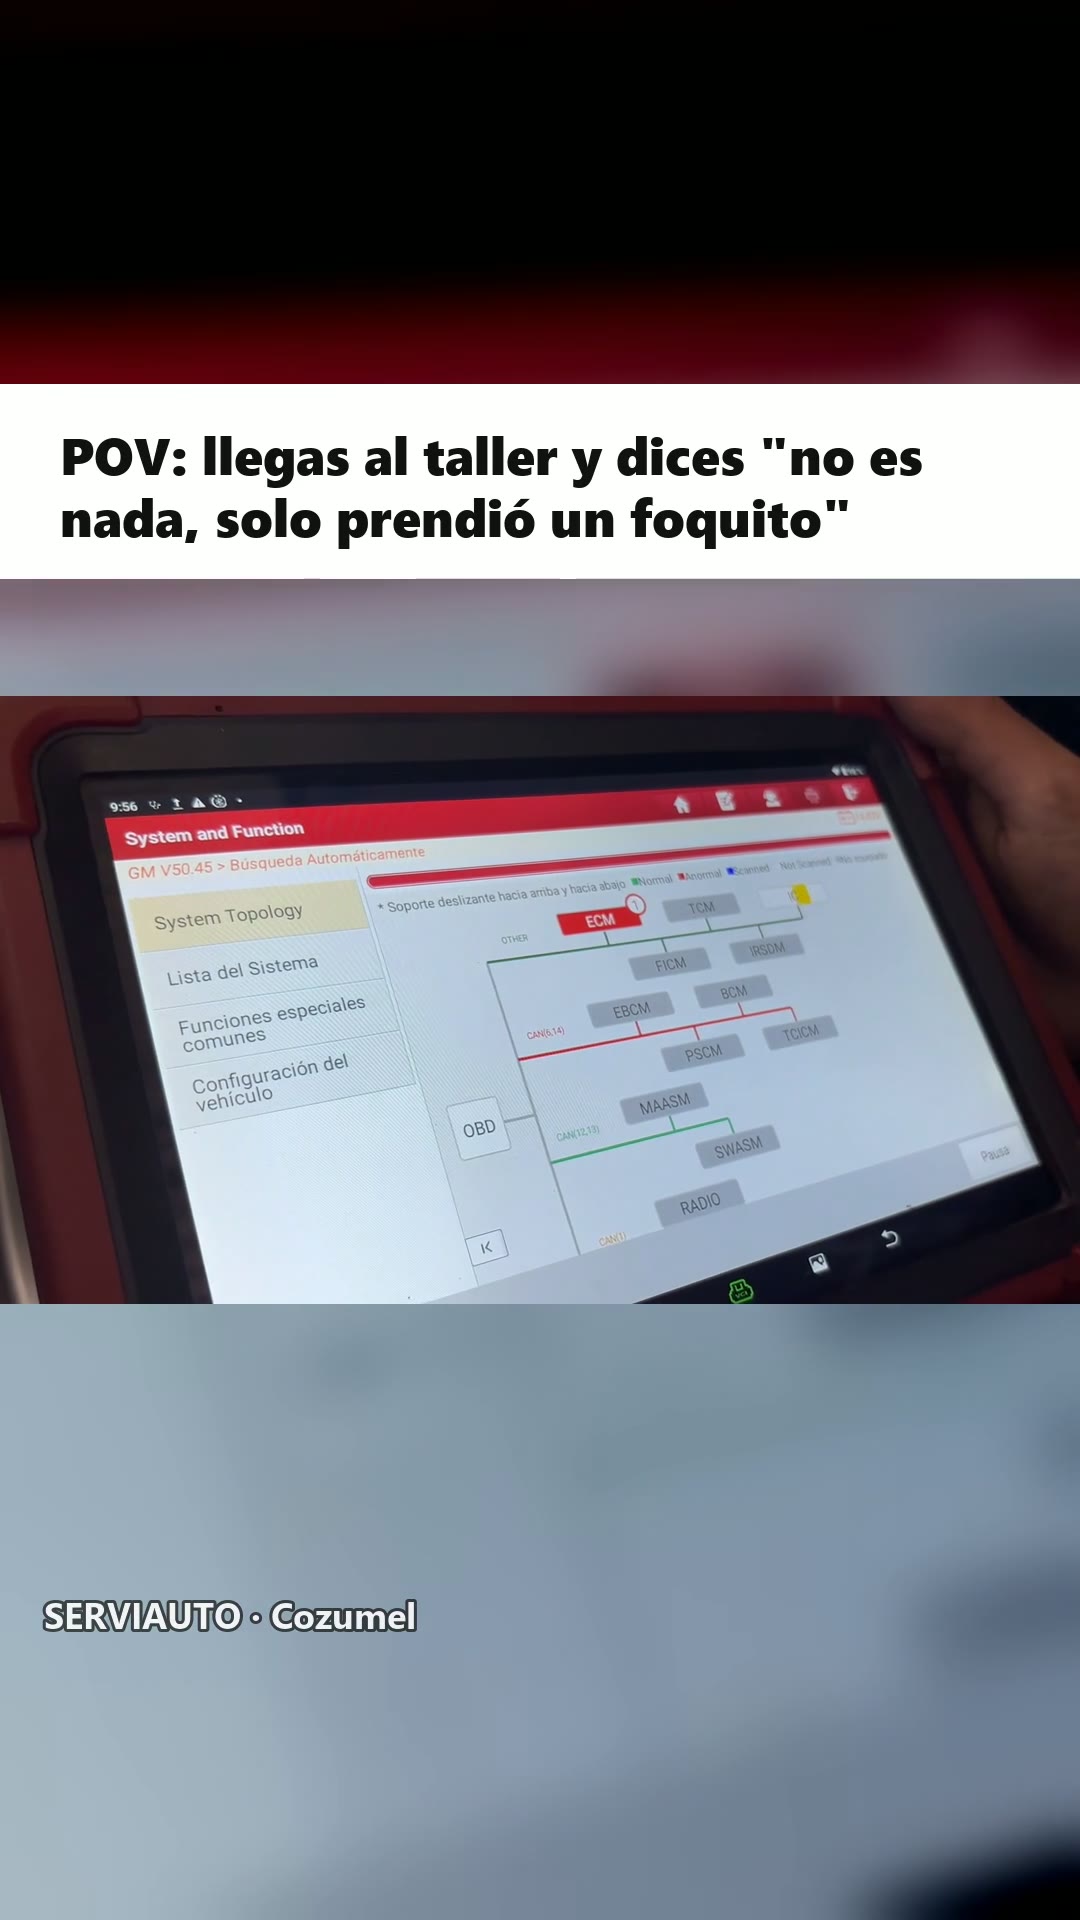 POV: llegas al taller y dices "no es
nada, solo prendió un foquito"
9:56
System and Function
GM V50.45 > Búsqueda Automáticamente
System Topology
Lista del Sistema
Funciones especiales
comunes
Configuración del
vehículo
* Soporte deslizante hacia arriba y hacia abajo
Normal
Anormal
Scanned
Not Scanned
OTHER
ECM
1
TCM
FICM
IRSDM
CAN(6,14)
EBCM
BCM
PSCM
TCICM
OBD
CAN(12,13)
MAASM
SWASM
CAN(1)
RADIO
Pausa
VCI
SERVIAUTO · Cozumel